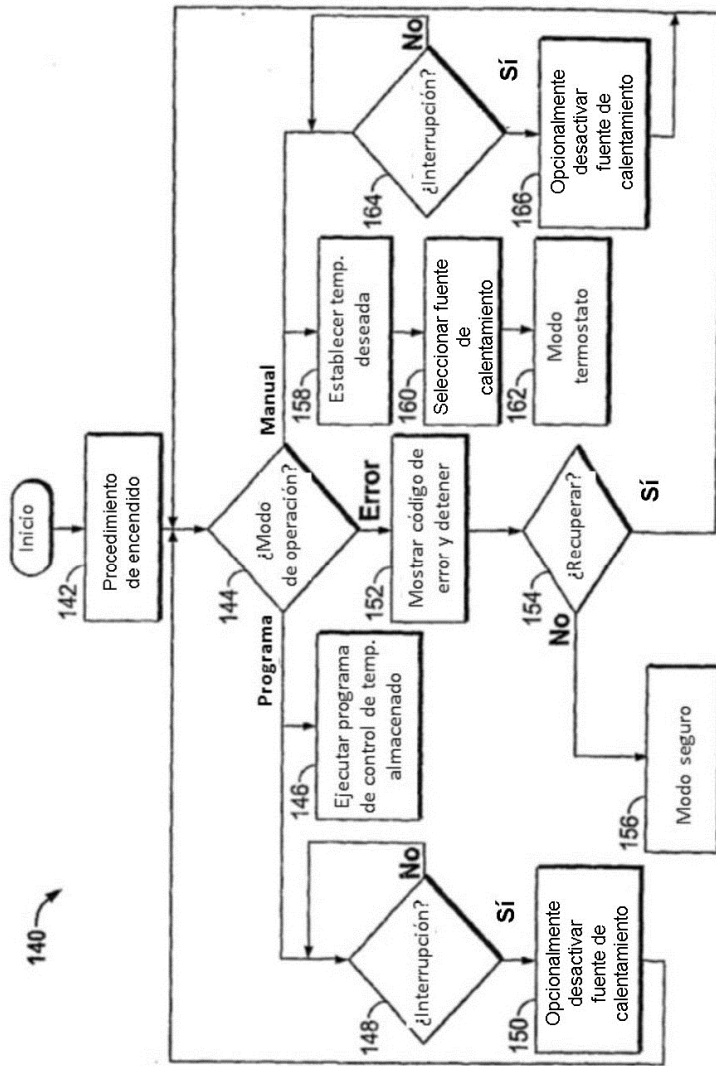 140
Inicio
142
Procedimiento
de encendido
144
¿Modo
de operación?
Programa
Manual
Error
146
Ejecutar programa
de control de temp.
almacenado
148
¿Interrupción?
No
Sí
150
Opcionalmente
desactivar
fuente de
calentamiento
152
Mostrar código de
error y detener
154
¿Recuperar?
No
Sí
156
Modo seguro
158
Establecer temp.
deseada
160
Seleccionar fuente
de
calentamiento
162
Modo
termostato
164
¿Interrupción?
No
Sí
166
Opcionalmente
desactivar
fuente de
calentamiento